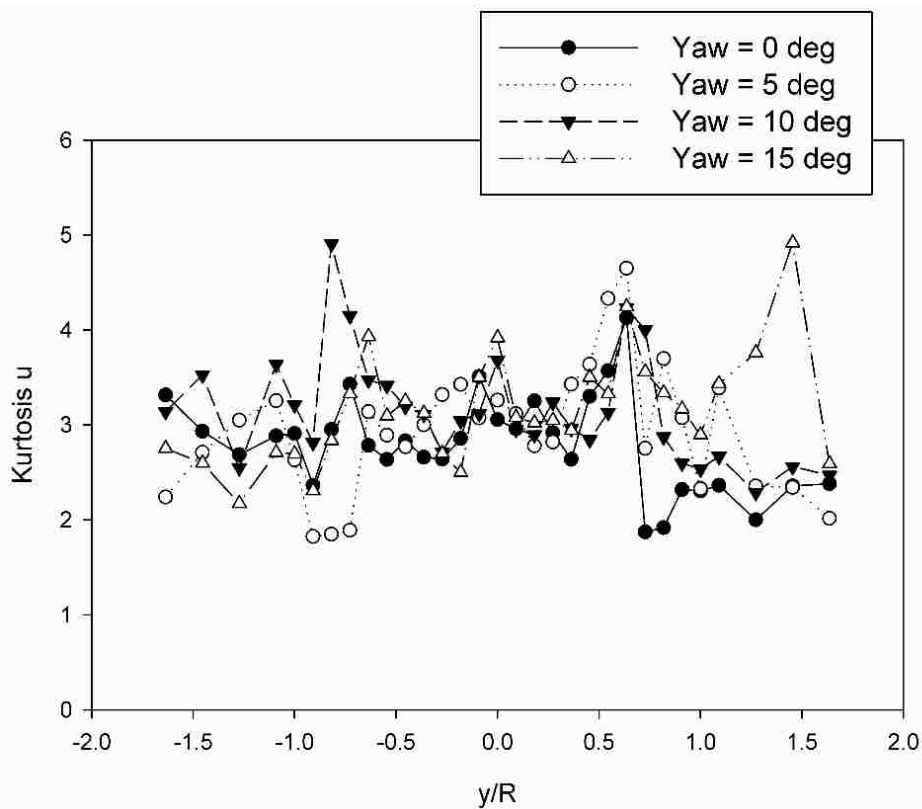 Yaw = 0 deg
Yaw = 5 deg
Yaw = 10 deg
Yaw = 15 deg
6
5
4
3
2
1
0
Kurtosis u
-2.0 -1.5 -1.0 -0.5 0.0 0.5 1.0 1.5 2.0
y/R